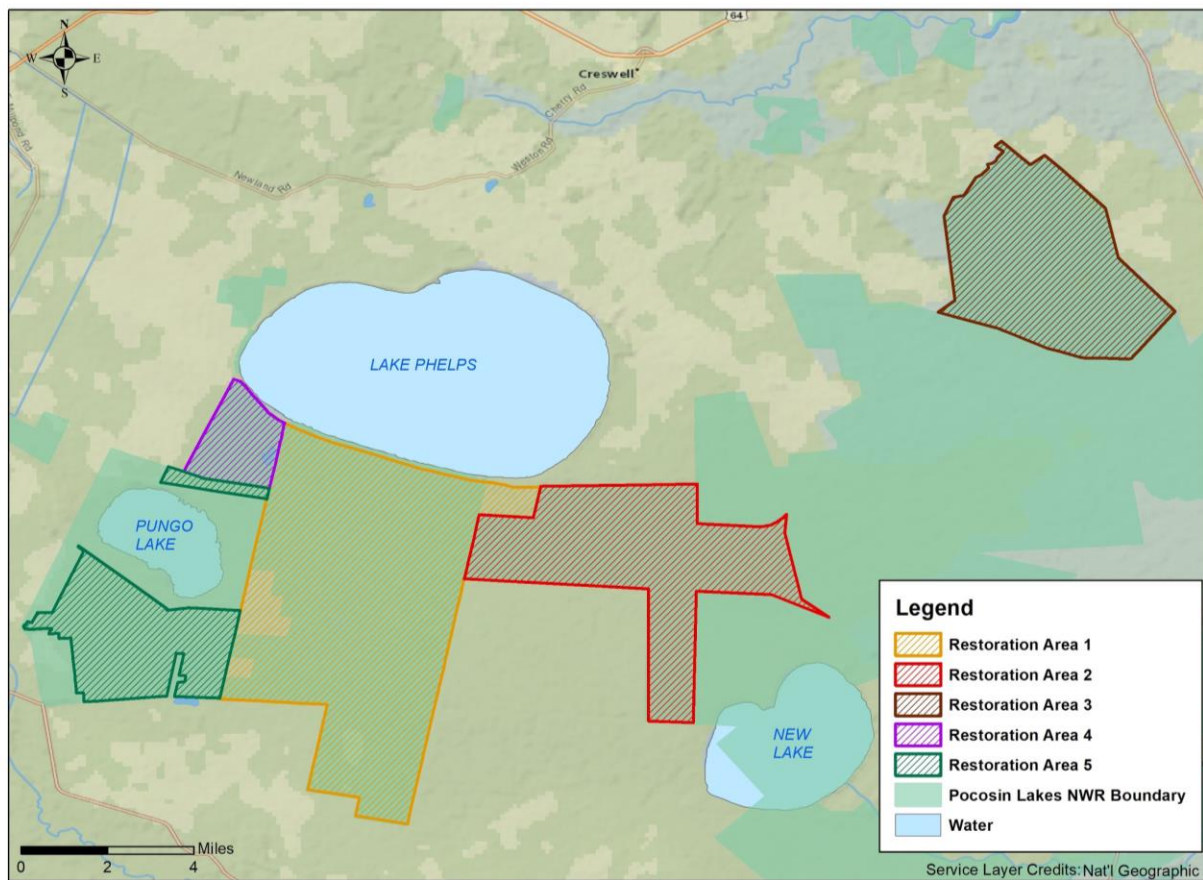 N
W E
S
64
Creswell
Cherry Rd
Weston Rd
Newland Rd
LAKE PHELPS
PUNGO
LAKE
NEW
LAKE
Legend
Restoration Area 1
Restoration Area 2
Restoration Area 3
Restoration Area 4
Restoration Area 5
Pocosin Lakes NWR Boundary
Water
Miles
0 2 4
Service Layer Credits: Nat'l Geographic